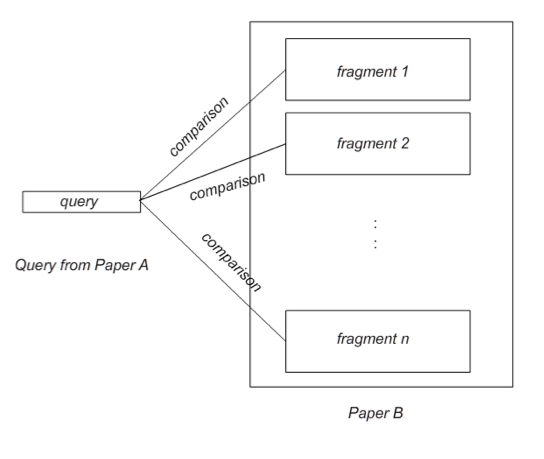 fragment 1
comparison
fragment 2
comparison
query
:
:
Query from Paper A
comparison
fragment n
Paper B